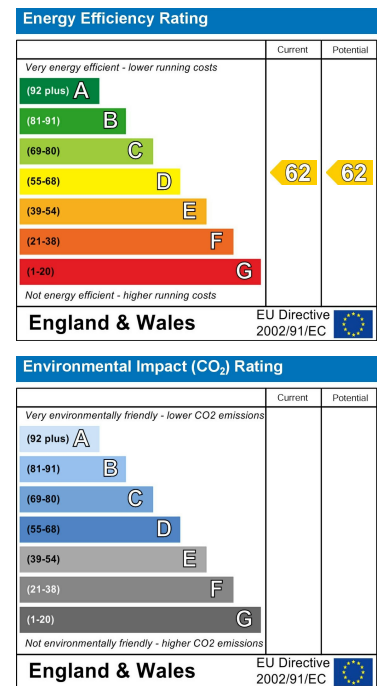 Energy Efficiency Rating
Current Potential
Very energy efficient - lower running costs
(92 plus) A
(81-91) B
(69-80) C
(55-68) D
62 62
(39-54) E
(21-38) F
(1-20) G
Not energy efficient - higher running costs
England & Wales
EU Directive
2002/91/EC
Environmental Impact (CO₂) Rating
Current Potential
Very environmentally friendly - lower CO2 emissions
(92 plus) A
(81-91) B
(69-80) C
(55-68) D
(39-54) E
(21-38) F
(1-20) G
Not environmentally friendly - higher CO2 emissions
England & Wales
EU Directive
2002/91/EC